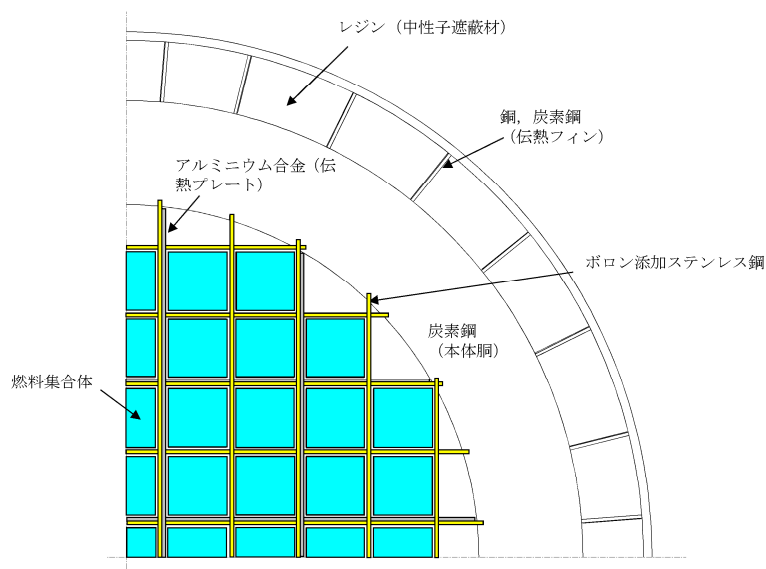 レジン（中性子遮蔽材）
銅，炭素鋼
（伝熱フィン）
アルミニウム合金（伝
熱プレート）
ボロン添加ステンレス鋼
炭素鋼
（本体胴）
燃料集合体